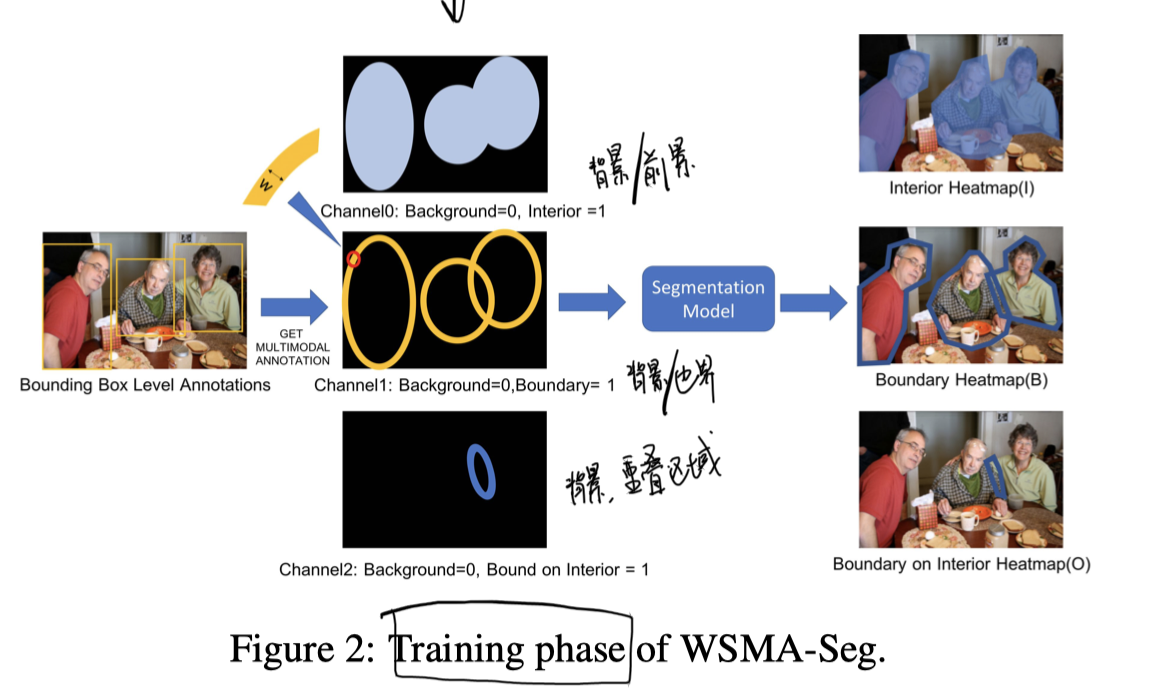 背景/前景
Interior Heatmap(I)
W
Channel0: Background=0, Interior =1
Segmentation
Model
GET
MULTIMODAL
ANNOTATION
Bounding Box Level Annotations
Channel1: Background=0,Boundary= 1
背景/边界
Boundary Heatmap(B)
背景,重叠区域
Channel2: Background=0, Bound on Interior = 1
Boundary on Interior Heatmap(O)
Figure 2: Training phase of WSMA-Seg.